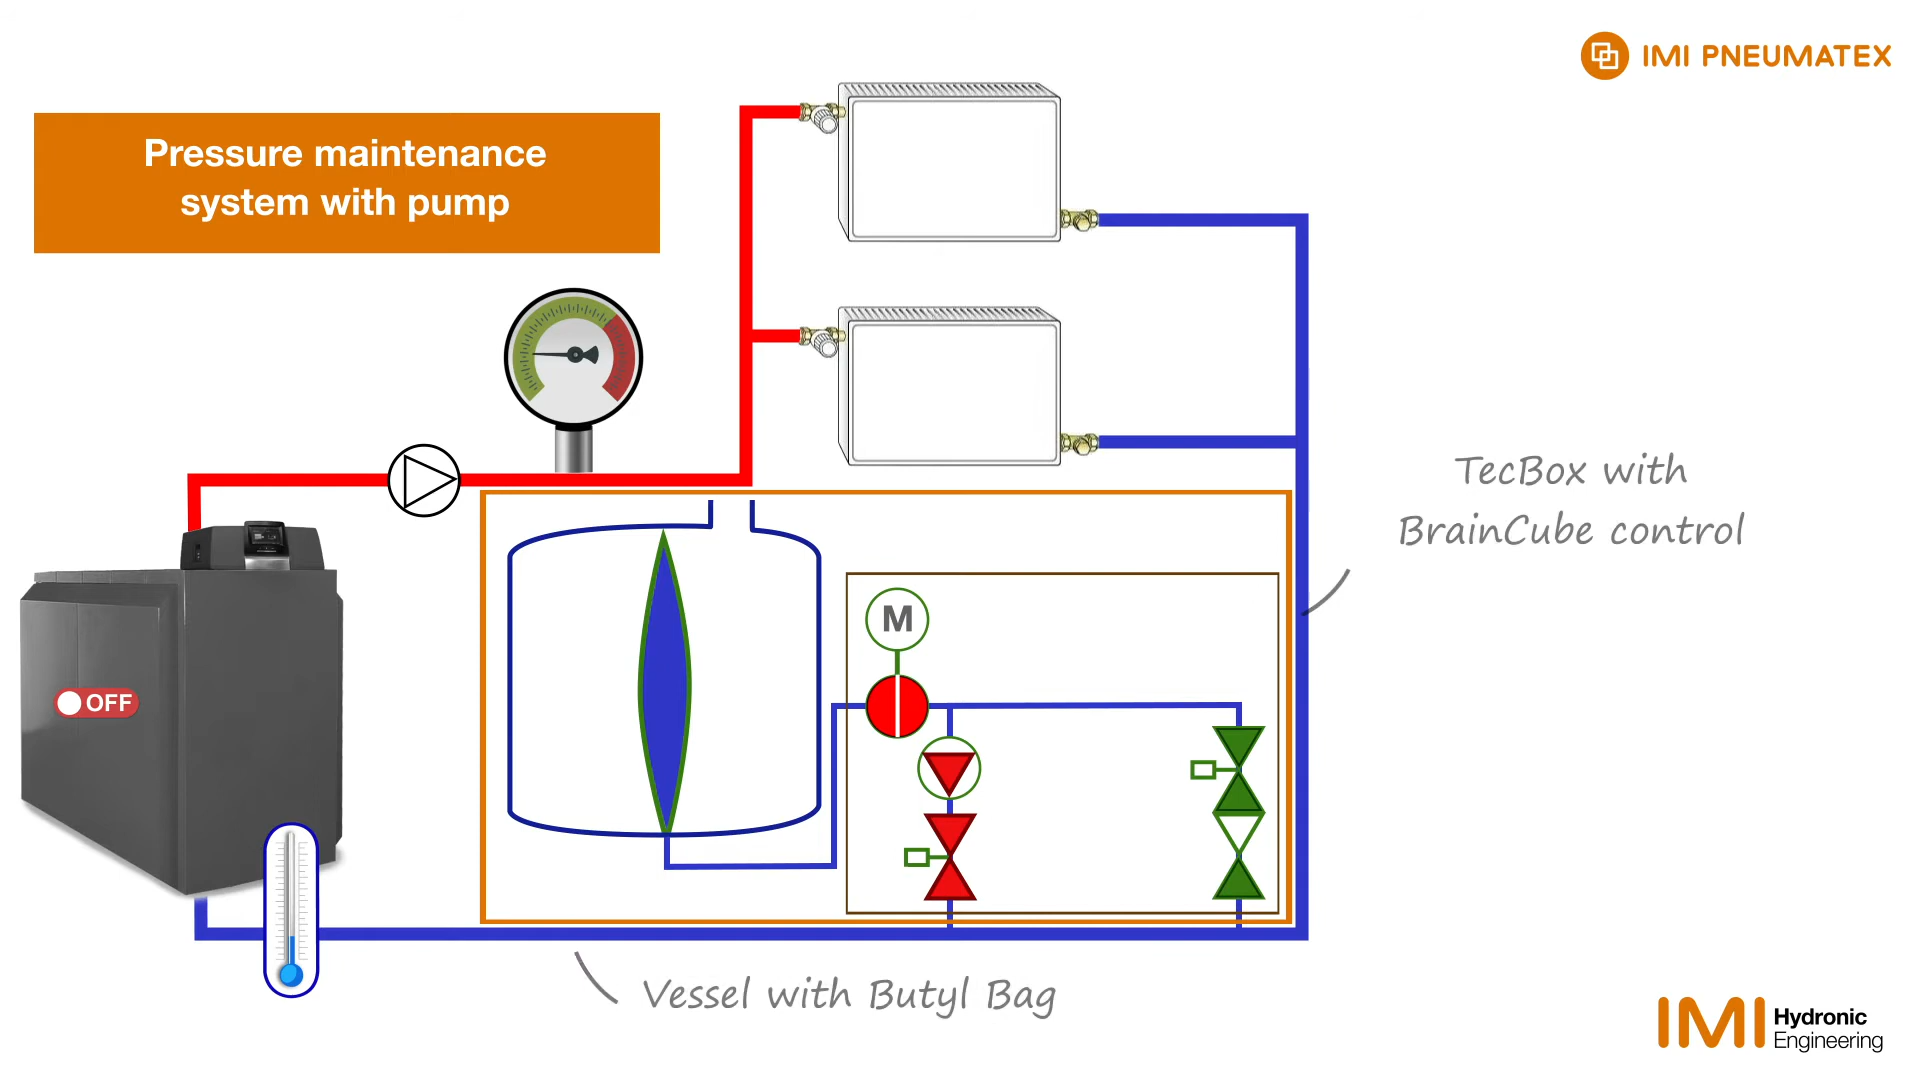 IMI PNEUMATEX
Pressure maintenance
system with pump
TecBox with
BrainCube control
M
OFF
Vessel with Butyl Bag
IMI Hydronic
Engineering